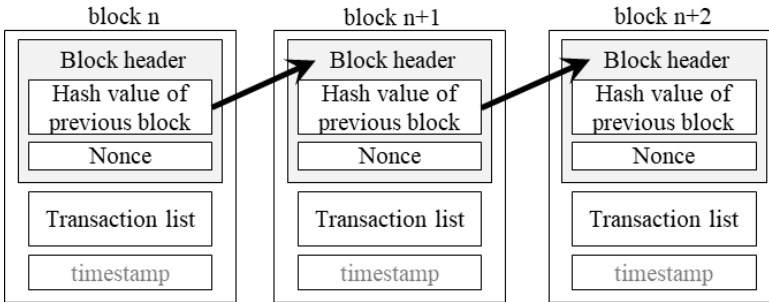 block n
Block header
Hash value of
previous block
Nonce
Transaction list
timestamp
block n+1
Block header
Hash value of
previous block
Nonce
Transaction list
timestamp
block n+2
Block header
Hash value of
previous block
Nonce
Transaction list
timestamp